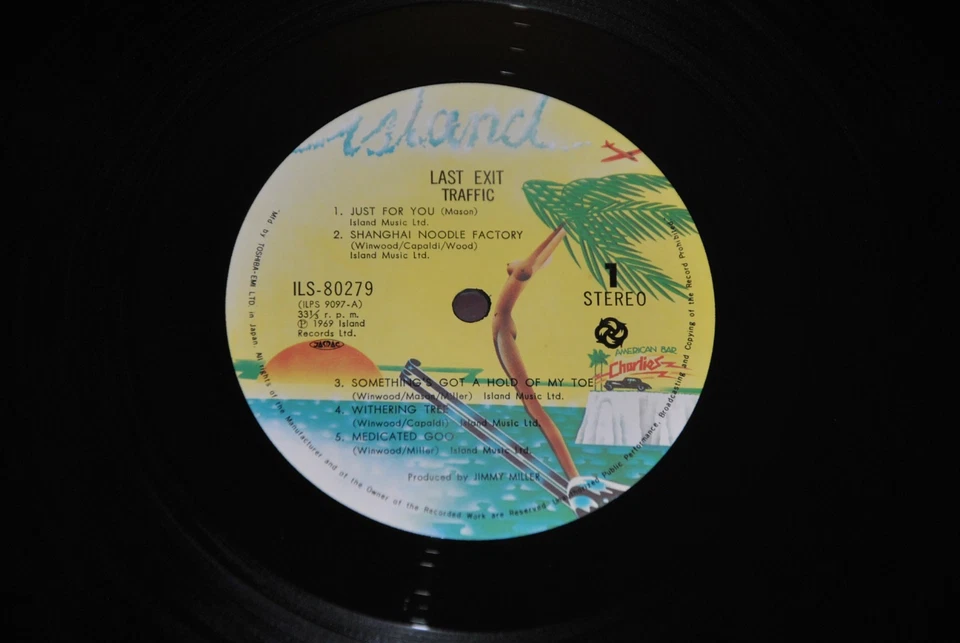 island
LAST EXIT
TRAFFIC
1. JUST FOR YOU (Mason)
Island Music Ltd.
2. SHANGHAI NOODLE FACTORY
(Winwood/Capaldi/Wood)
Island Music Ltd.
ILS-80279
(ILPS 9097-A)
33⅓ r. p. m.
Ⓟ 1969 Island
Records Ltd.
JASRAC
1
STEREO
AMERICAN BAR
Charlies
3. SOMETHING'S GOT A HOLD OF MY TOE
(Winwood/Mason/Miller) Island Music Ltd.
4. WITHERING TREE
(Winwood/Capaldi) Island Music Ltd.
5. MEDICATED GOO
(Winwood/Miller) Island Music Ltd.
Produced by JIMMY MILLER
Mfd by TOSHIBA-EMI LTD. in Japan. All rights of the Manufacturer and of the Owner of the Recorded Work are Reserved. Public Performance, Broadcasting and Copying of the Record Prohibited